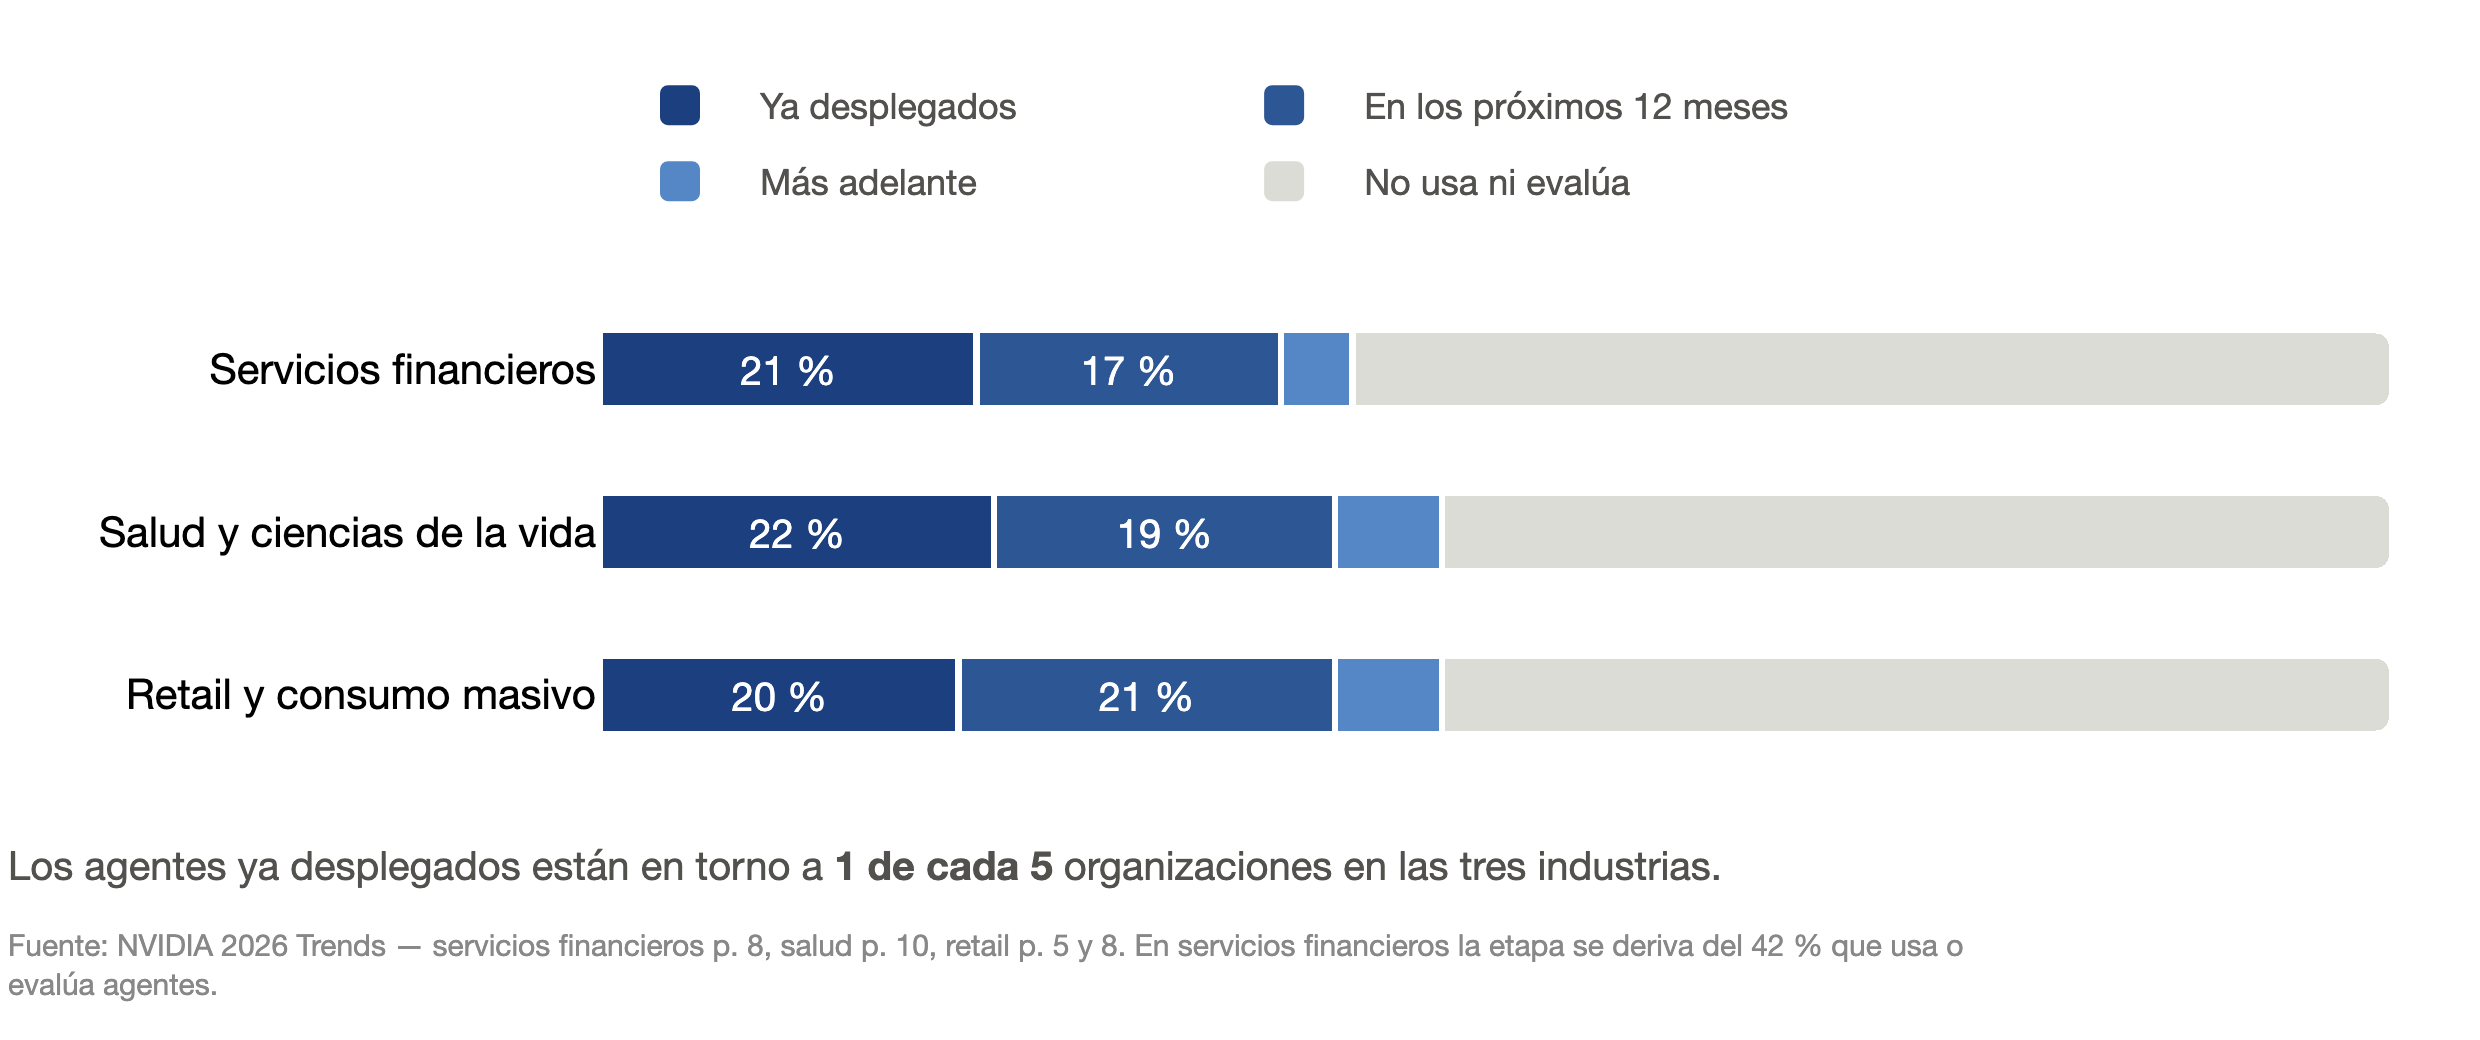 Ya desplegados
En los próximos 12 meses
Más adelante
No usa ni evalúa
Servicios financieros
21 %
17 %
Salud y ciencias de la vida
22 %
19 %
Retail y consumo masivo
20 %
21 %
Los agentes ya desplegados están en torno a 1 de cada 5 organizaciones en las tres industrias.
Fuente: NVIDIA 2026 Trends — servicios financieros p. 8, salud p. 10, retail p. 5 y 8. En servicios financieros la etapa se deriva del 42 % que usa o
evalúa agentes.